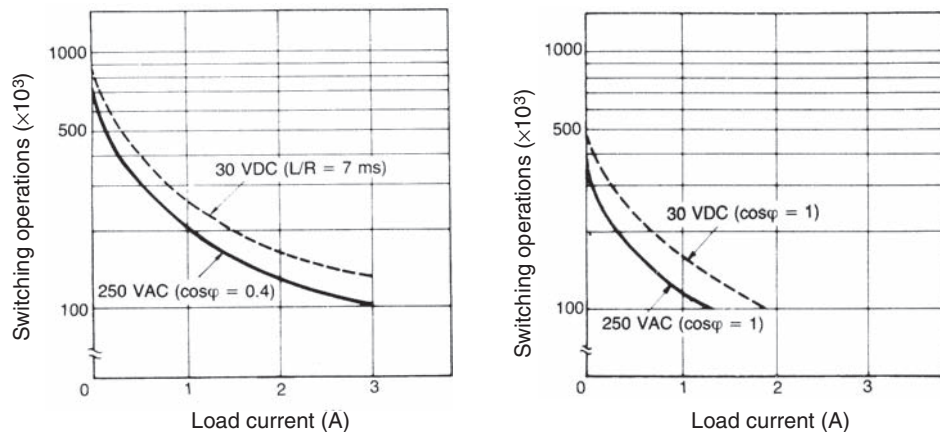 Switching operations (×10³)
1000
500
100
30 VDC (L/R = 7 ms)
250 VAC (cosφ = 0.4)
0
1
2
3
Load current (A)
Switching operations (×10³)
1000
500
100
30 VDC (cosφ = 1)
250 VAC (cosφ = 1)
0
1
2
3
Load current (A)